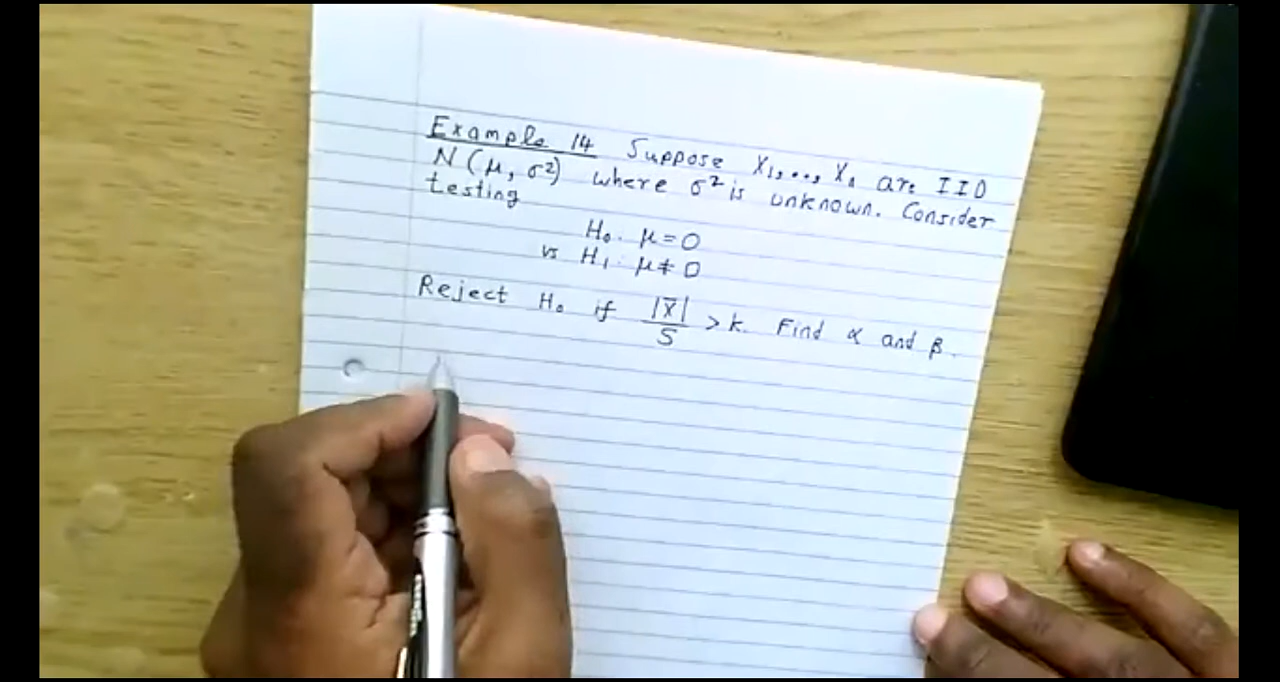 Example 14 Suppose X₁,..., Xₙ are IID
N(μ, σ²) where σ² is unknown. Consider
testing
H₀: μ=0
vs H₁: μ≠0
Reject H₀ if |X̄|/S > k. Find α and β.